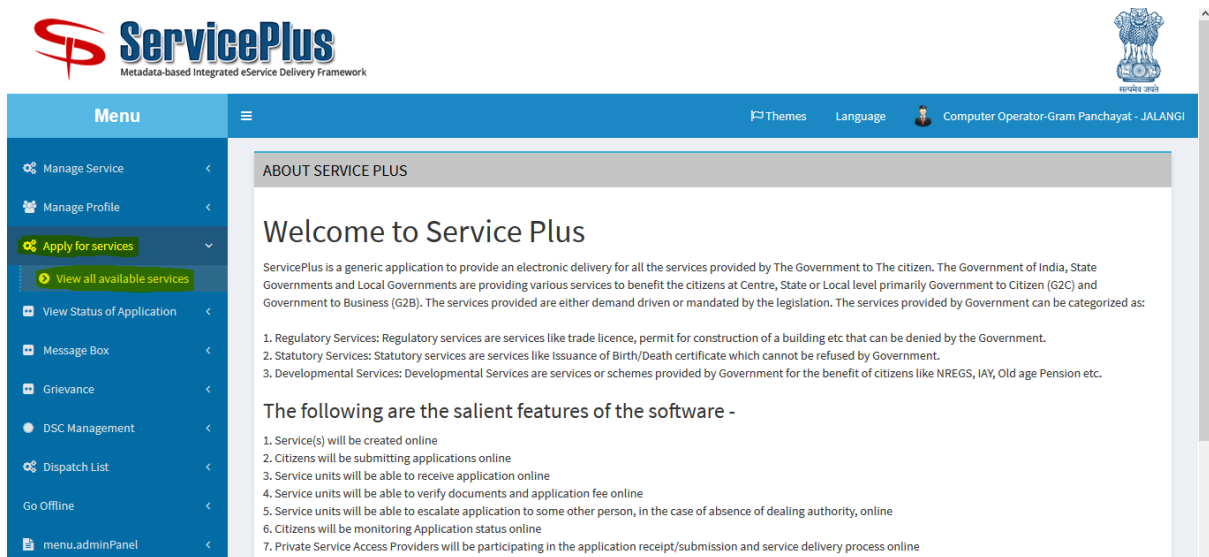 ServicePlus
Metadata-based Integrated eService Delivery Framework
सत्यमेव जयते
Menu
Themes Language Computer Operator-Gram Panchayat - JALANGI
Manage Service
Manage Profile
Apply for services
View all available services
View Status of Application
Message Box
Grievance
DSC Management
Dispatch List
Go Offline
menu.adminPanel
ABOUT SERVICE PLUS
Welcome to Service Plus
ServicePlus is a generic application to provide an electronic delivery for all the services provided by The Government to The citizen. The Government of India, State
Governments and Local Governments are providing various services to benefit the citizens at Centre, State or Local level primarily Government to Citizen (G2C) and
Government to Business (G2B). The services provided are either demand driven or mandated by the legislation. The services provided by Government can be categorized as:
1. Regulatory Services: Regulatory services are services like trade licence, permit for construction of a building etc that can be denied by the Government.
2. Statutory Services: Statutory services are services like Issuance of Birth/Death certificate which cannot be refused by Government.
3. Developmental Services: Developmental Services are services or schemes provided by Government for the benefit of citizens like NREGS, IAY, Old age Pension etc.
The following are the salient features of the software -
1. Service(s) will be created online
2. Citizens will be submitting applications online
3. Service units will be able to receive application online
4. Service units will be able to verify documents and application fee online
5. Service units will be able to escalate application to some other person, in the case of absence of dealing authority, online
6. Citizens will be monitoring Application status online
7. Private Service Access Providers will be participating in the application receipt/submission and service delivery process online